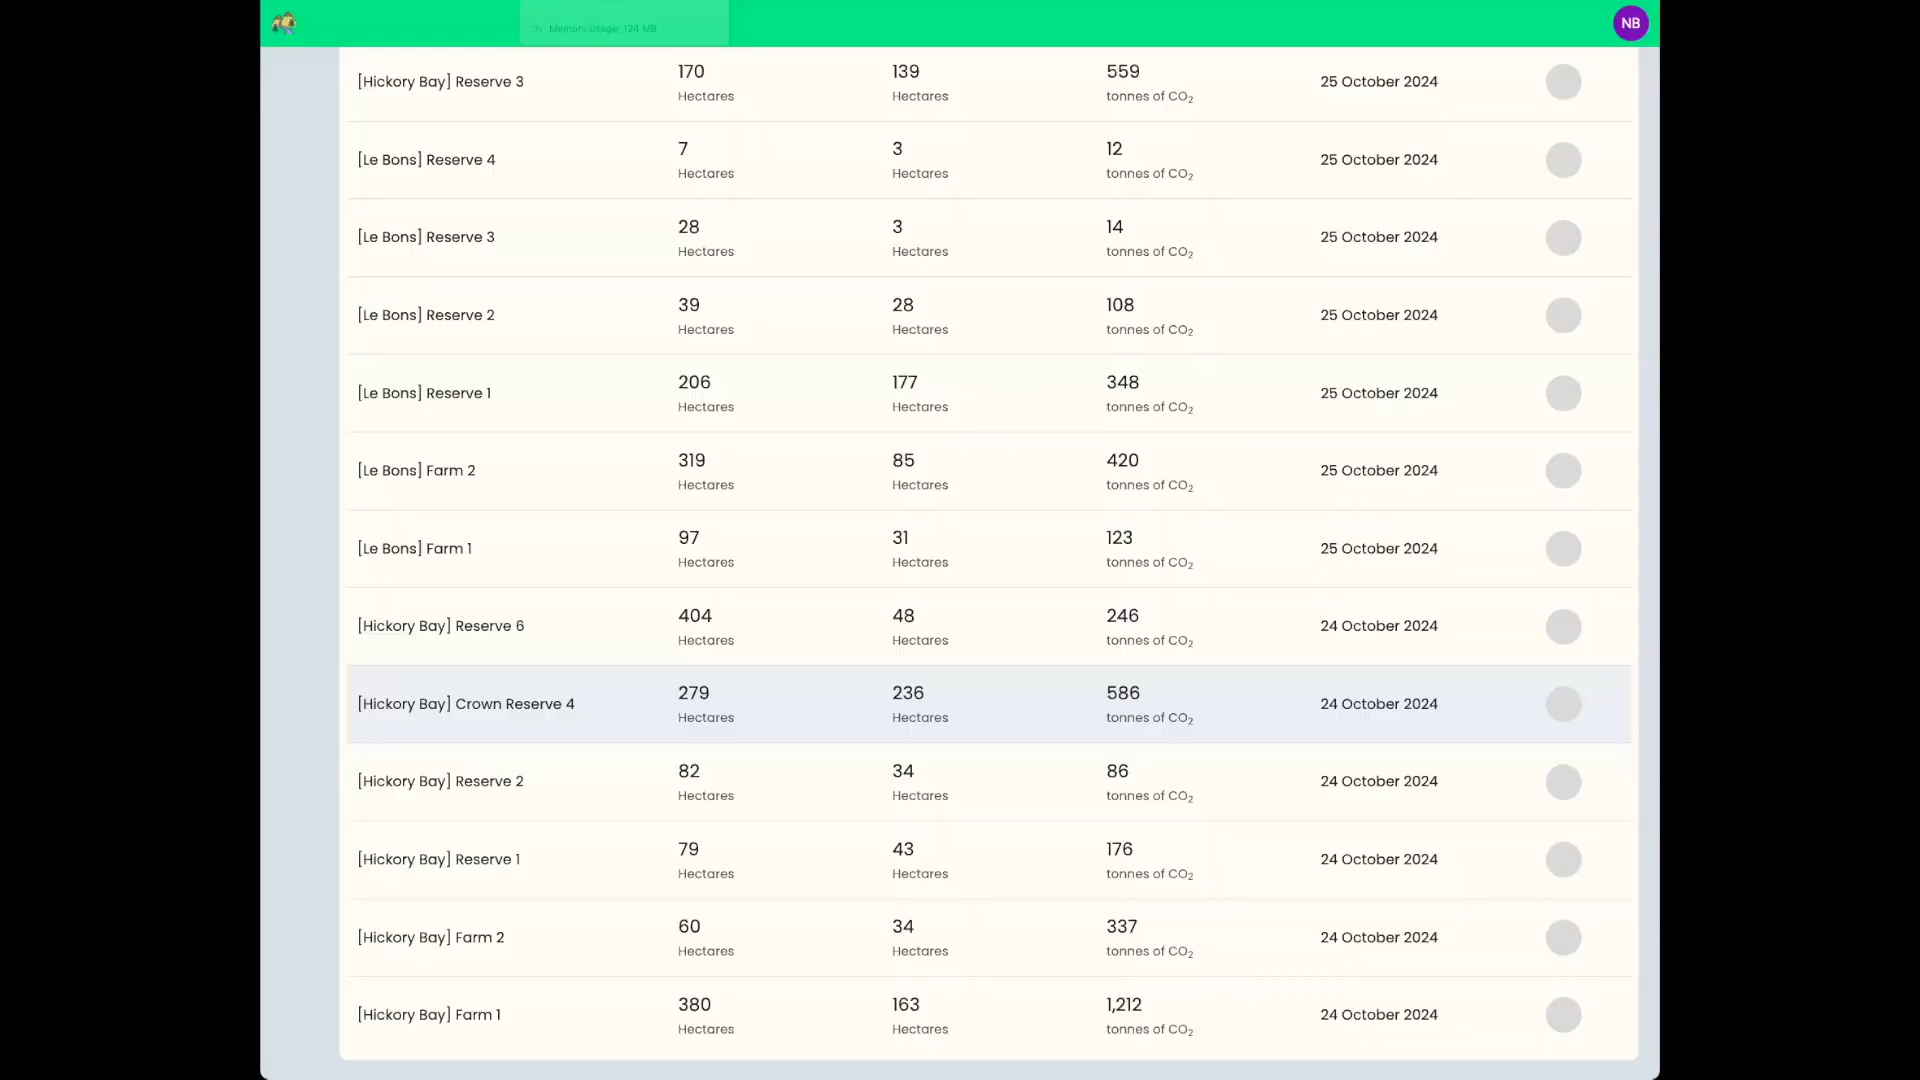 Memory usage: 124 MB
NB
[Hickory Bay] Reserve 3
170
Hectares
139
Hectares
559
tonnes of CO₂
25 October 2024
[Le Bons] Reserve 4
7
Hectares
3
Hectares
12
tonnes of CO₂
25 October 2024
[Le Bons] Reserve 3
28
Hectares
3
Hectares
14
tonnes of CO₂
25 October 2024
[Le Bons] Reserve 2
39
Hectares
28
Hectares
108
tonnes of CO₂
25 October 2024
[Le Bons] Reserve 1
206
Hectares
177
Hectares
348
tonnes of CO₂
25 October 2024
[Le Bons] Farm 2
319
Hectares
85
Hectares
420
tonnes of CO₂
25 October 2024
[Le Bons] Farm 1
97
Hectares
31
Hectares
123
tonnes of CO₂
25 October 2024
[Hickory Bay] Reserve 6
404
Hectares
48
Hectares
246
tonnes of CO₂
24 October 2024
[Hickory Bay] Crown Reserve 4
279
Hectares
236
Hectares
586
tonnes of CO₂
24 October 2024
[Hickory Bay] Reserve 2
82
Hectares
34
Hectares
86
tonnes of CO₂
24 October 2024
[Hickory Bay] Reserve 1
79
Hectares
43
Hectares
176
tonnes of CO₂
24 October 2024
[Hickory Bay] Farm 2
60
Hectares
34
Hectares
337
tonnes of CO₂
24 October 2024
[Hickory Bay] Farm 1
380
Hectares
163
Hectares
1,212
tonnes of CO₂
24 October 2024